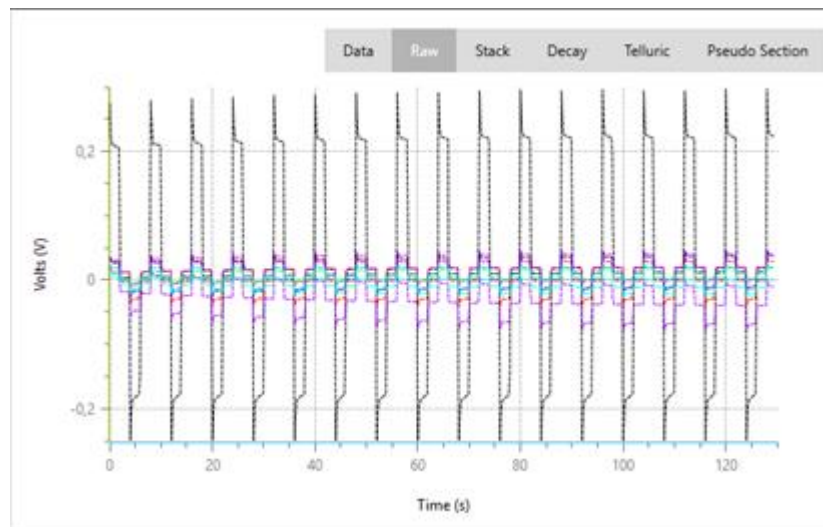 Data Raw Stack Decay Telluric Pseudo Section
0,2
Volts (V)
0
-0,2
0 20 40 60 80 100 120
Time (s)